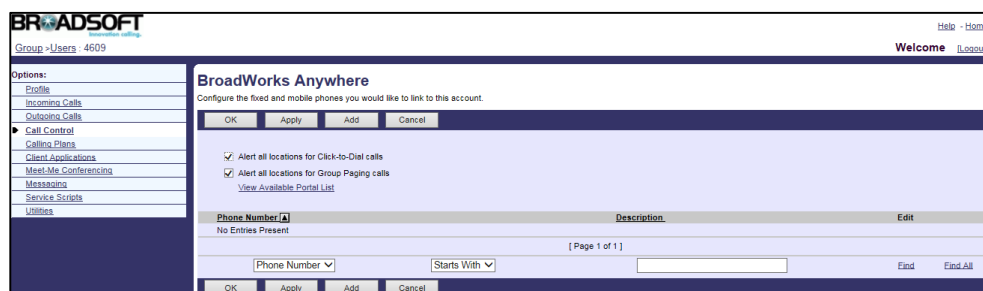 BROADSOFT
innovation calling.
Help - Hom
Group >Users : 4609
Welcome [Logou
Options:
Profile
Incoming Calls
Outgoing Calls
Call Control
Calling Plans
Client Applications
Meet-Me Conferencing
Messaging
Service Scripts
Utilities
BroadWorks Anywhere
Configure the fixed and mobile phones you would like to link to this account.
OK Apply Add Cancel
Alert all locations for Click-to-Dial calls
Alert all locations for Group Paging calls
View Available Portal List
Phone Number Description Edit
No Entries Present
[ Page 1 of 1 ]
Phone Number Starts With Find Find All
OK Apply Add Cancel